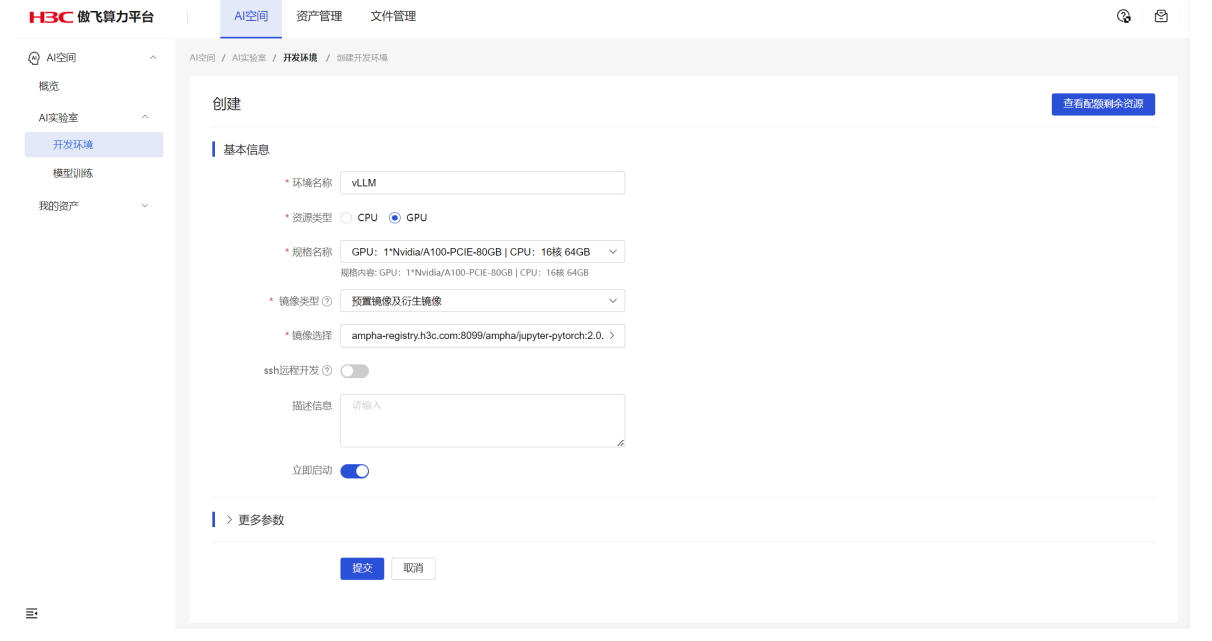 H3C 傲飞算力平台
AI空间 资产管理 文件管理
AI空间
概览
AI实验室
开发环境
模型训练
我的资产
AI空间 / AI实验室 / 开发环境 / 创建开发环境
创建
查看配额剩余资源
基本信息
* 环境名称 vLLM
* 资源类型 CPU GPU
* 规格名称 GPU：1*Nvidia/A100-PCIE-80GB | CPU：16核 64GB
规格内容: GPU：1*Nvidia/A100-PCIE-80GB | CPU：16核 64GB
* 镜像类型 预置镜像及衍生镜像
* 镜像选择 ampha-registry.h3c.com:8099/ampha/jupyter-pytorch:2.0.
ssh远程开发
描述信息 请输入
立即启动
更多参数
提交 取消